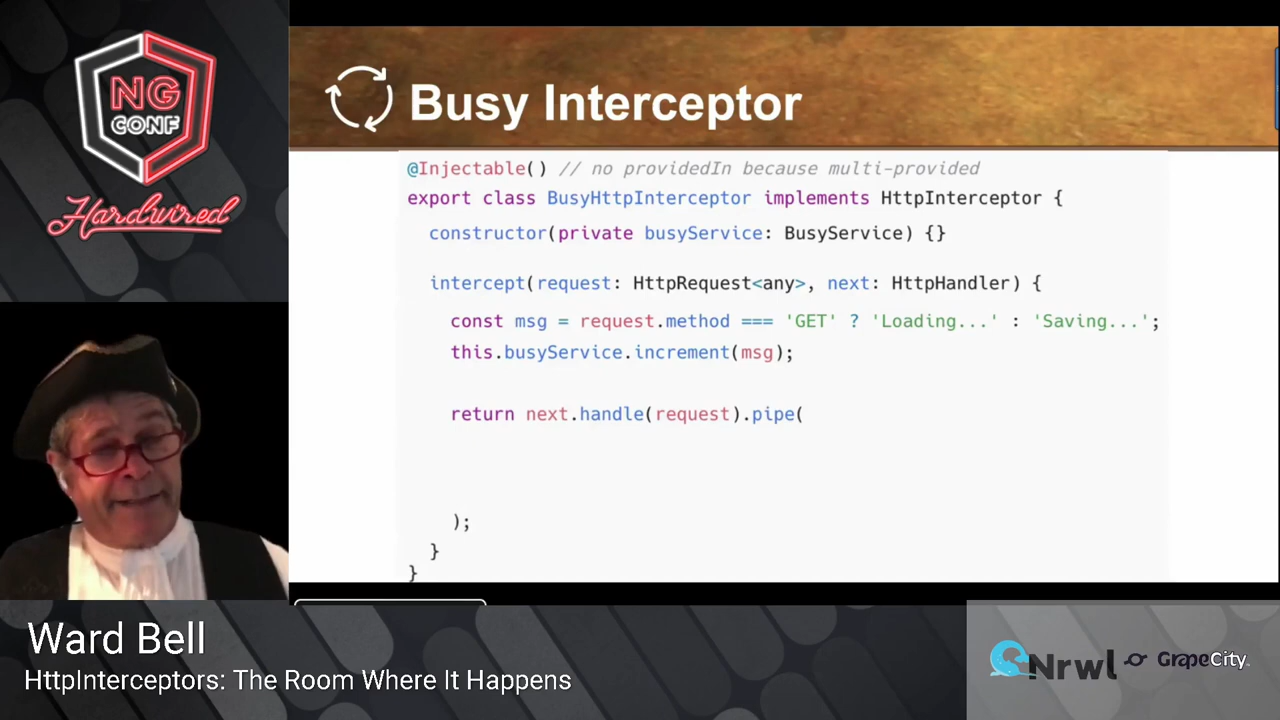 NG
CONF
Hardwired
Busy Interceptor
@Injectable() // no providedIn because multi-provided
export class BusyHttpInterceptor implements HttpInterceptor {
constructor(private busyService: BusyService) {}
intercept(request: HttpRequest<any>, next: HttpHandler) {
const msg = request.method === 'GET' ? 'Loading...' : 'Saving...';
this.busyService.increment(msg);
return next.handle(request).pipe(
);
}
}
Ward Bell
HttpInterceptors: The Room Where It Happens
Nrwl
GrapeCity